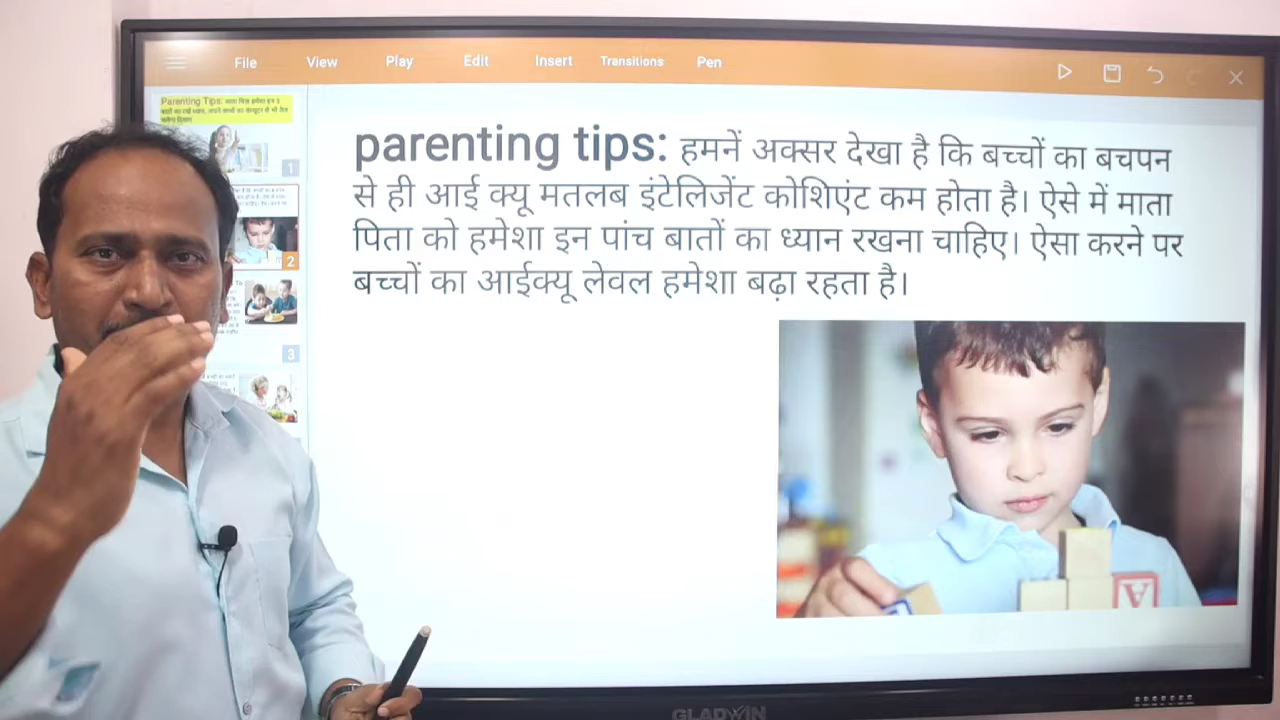 File View Play Edit Insert Transitions Pen
Parenting Tips:
1
2
3
parenting tips: हमनें अक्सर देखा है कि बच्चों का बचपन
से ही आई क्यू मतलब इंटेलिजेंट कोशिएंट कम होता है। ऐसे में माता
पिता को हमेशा इन पांच बातों का ध्यान रखना चाहिए। ऐसा करने पर
बच्चों का आईक्यू लेवल हमेशा बढ़ा रहता है।
A
GLADWIN